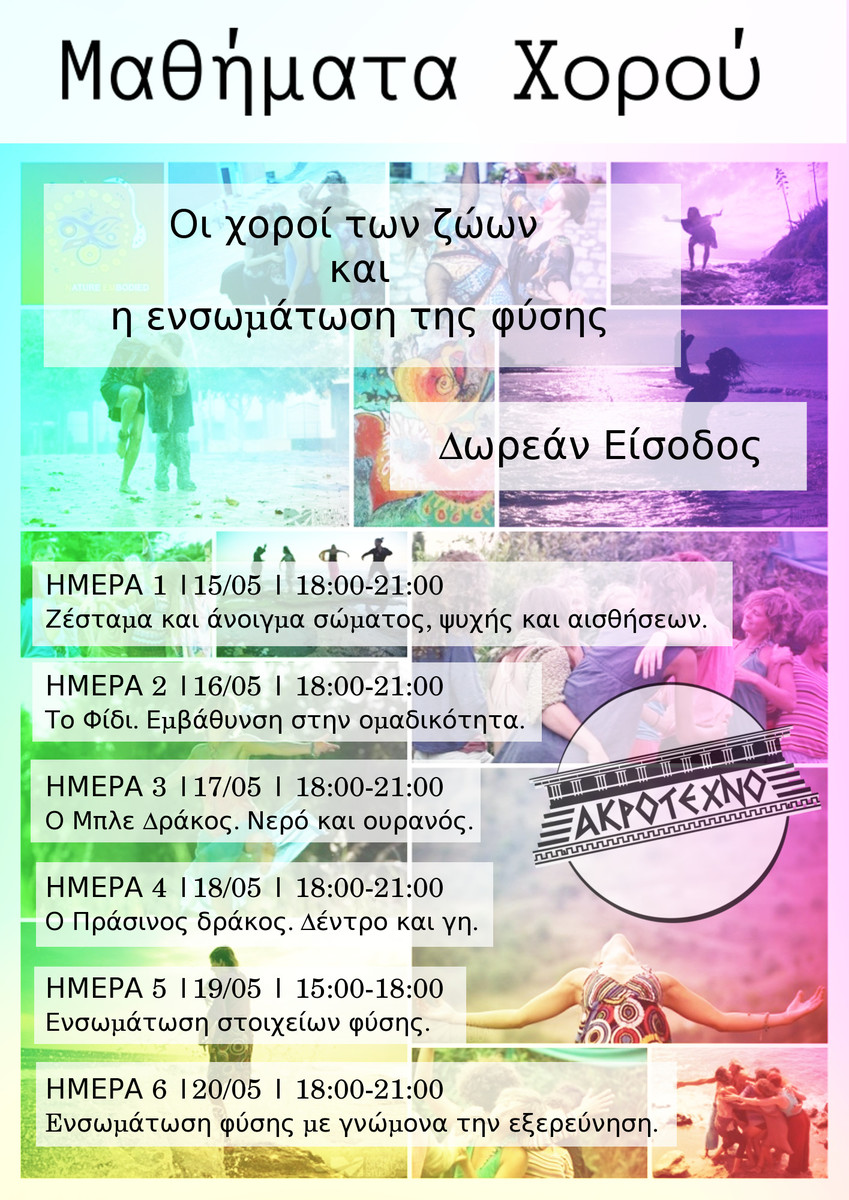 Μαθήματα Χορού
Οι χοροί των ζώων
και
η ενσωμάτωση της φύσης
Δωρεάν Είσοδος
ΗΜΕΡΑ 1 | 15/05 | 18:00-21:00
Ζέσταμα και άνοιγμα σώματος, ψυχής και αισθήσεων.
ΗΜΕΡΑ 2 | 16/05 | 18:00-21:00
Το Φίδι. Εμβάθυνση στην ομαδικότητα.
ΗΜΕΡΑ 3 | 17/05 | 18:00-21:00
Ο Μπλε Δράκος. Νερό και ουρανός.
ΑΚΡΟΤΕΧΝΟ
ΗΜΕΡΑ 4 | 18/05 | 18:00-21:00
Ο Πράσινος δράκος. Δέντρο και γη.
ΗΜΕΡΑ 5 | 19/05 | 15:00-18:00
Ενσωμάτωση στοιχείων φύσης.
ΗΜΕΡΑ 6 | 20/05 | 18:00-21:00
Ενσωμάτωση φύσης με γνώμονα την εξερεύνηση.